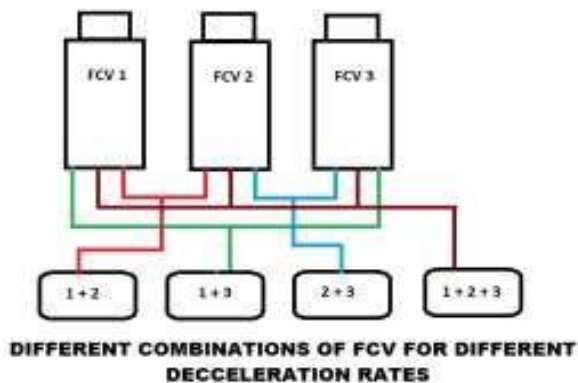 FCV 1
FCV 2
FCV 3
1 + 2
1 + 3
2 + 3
1 + 2 + 3
DIFFERENT COMBINATIONS OF FCV FOR DIFFERENT
DECCELERATION RATES